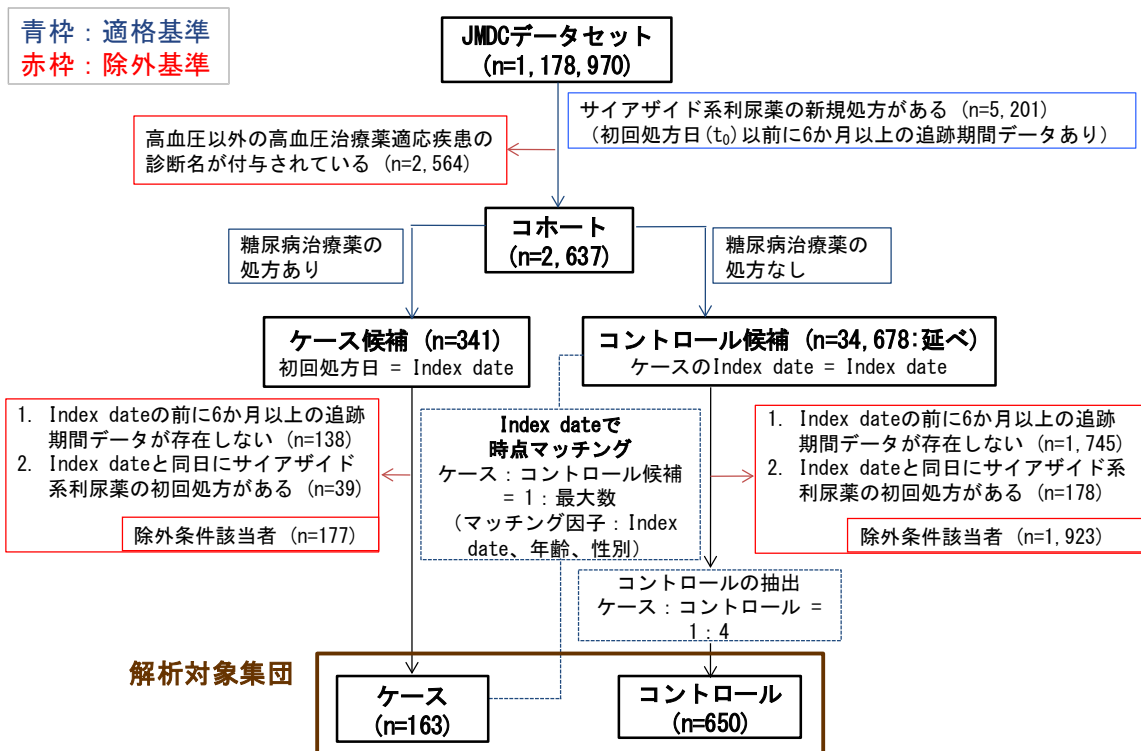 青枠：適格基準
赤枠：除外基準
JMDCデータセット
(n=1,178,970)
サイアザイド系利尿薬の新規処方がある (n=5,201)
（初回処方日(t₀)以前に6か月以上の追跡期間データあり）
高血圧以外の高血圧治療薬適応疾患の
診断名が付与されている (n=2,564)
コホート
(n=2,637)
糖尿病治療薬の
処方あり
糖尿病治療薬の
処方なし
ケース候補 (n=341)
初回処方日 = Index date
コントロール候補 (n=34,678:延べ)
ケースのIndex date = Index date
1. Index dateの前に6か月以上の追跡
期間データが存在しない (n=138)
2. Index dateと同日にサイアザイド
系利尿薬の初回処方がある (n=39)
除外条件該当者 (n=177)
Index dateで
時点マッチング
ケース：コントロール候補
= 1：最大数
（マッチング因子：Index
date、年齢、性別）
1. Index dateの前に6か月以上の追跡
期間データが存在しない (n=1,745)
2. Index dateと同日にサイアザイド系
利尿薬の初回処方がある (n=178)
除外条件該当者 (n=1,923)
コントロールの抽出
ケース：コントロール =
1：4
解析対象集団
ケース
(n=163)
コントロール
(n=650)